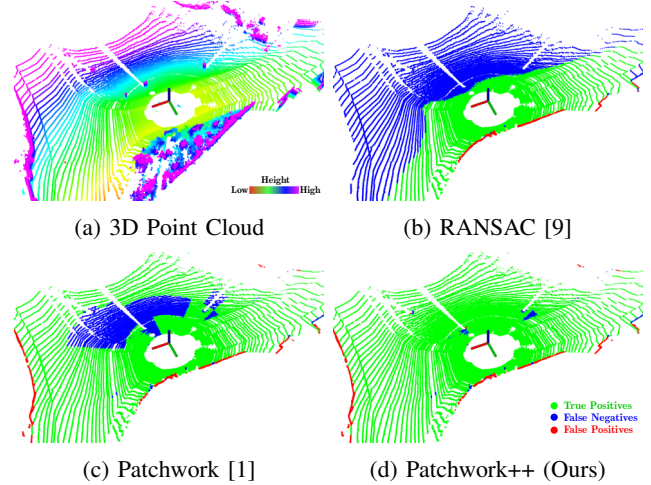 Height
Low High
(a) 3D Point Cloud
(b) RANSAC [9]
True Positives
False Negatives
False Positives
(c) Patchwork [1]
(d) Patchwork++ (Ours)